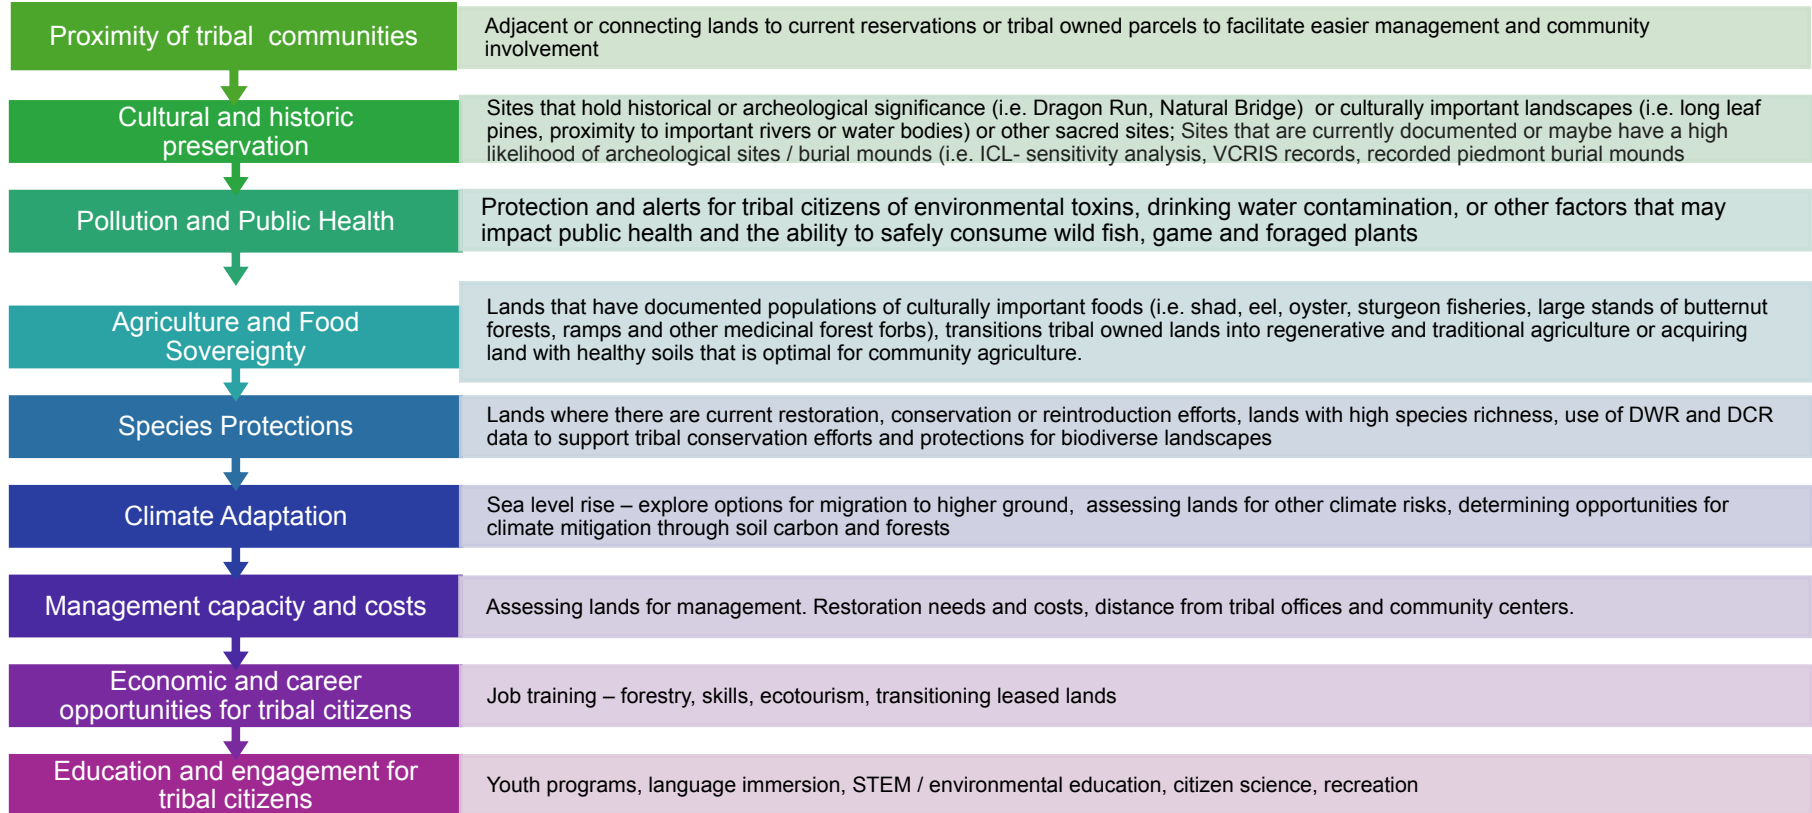 Proximity of tribal communities
Adjacent or connecting lands to current reservations or tribal owned parcels to facilitate easier management and community
involvement
Cultural and historic
preservation
Sites that hold historical or archeological significance (i.e. Dragon Run, Natural Bridge) or culturally important landscapes (i.e. long leaf
pines, proximity to important rivers or water bodies) or other sacred sites; Sites that are currently documented or maybe have a high
likelihood of archeological sites / burial mounds (i.e. ICL- sensitivity analysis, VCRIS records, recorded piedmont burial mounds
Pollution and Public Health
Protection and alerts for tribal citizens of environmental toxins, drinking water contamination, or other factors that may
impact public health and the ability to safely consume wild fish, game and foraged plants
Agriculture and Food
Sovereignty
Lands that have documented populations of culturally important foods (i.e. shad, eel, oyster, sturgeon fisheries, large stands of butternut
forests, ramps and other medicinal forest forbs), transitions tribal owned lands into regenerative and traditional agriculture or acquiring
land with healthy soils that is optimal for community agriculture.
Species Protections
Lands where there are current restoration, conservation or reintroduction efforts, lands with high species richness, use of DWR and DCR
data to support tribal conservation efforts and protections for biodiverse landscapes
Climate Adaptation
Sea level rise – explore options for migration to higher ground, assessing lands for other climate risks, determining opportunities for
climate mitigation through soil carbon and forests
Management capacity and costs
Assessing lands for management. Restoration needs and costs, distance from tribal offices and community centers.
Economic and career
opportunities for tribal citizens
Job training – forestry, skills, ecotourism, transitioning leased lands
Education and engagement for
tribal citizens
Youth programs, language immersion, STEM / environmental education, citizen science, recreation